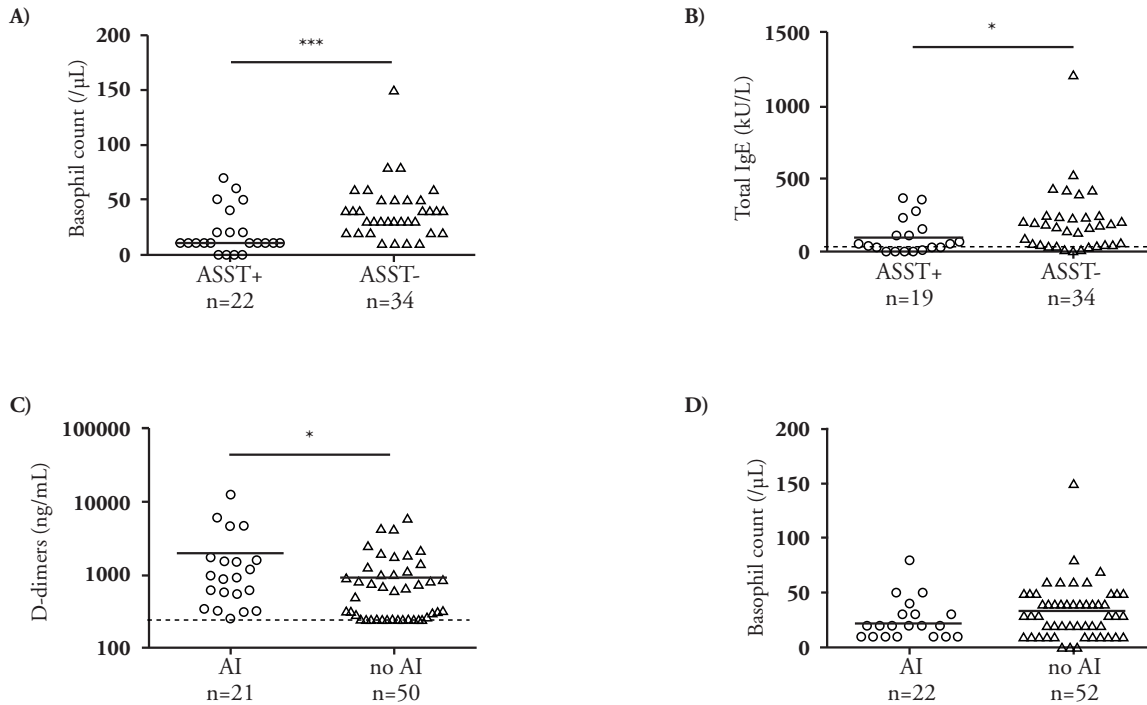 A)
Basophil count (/µL)
200
150
100
50
0
***
ASST+
n=22
ASST-
n=34
B)
Total IgE (kU/L)
1500
1000
500
0
*
ASST+
n=19
ASST-
n=34
C)
D-dimers (ng/mL)
100000
10000
1000
100
*
AI
n=21
no AI
n=50
D)
Basophil count (/µL)
200
150
100
50
0
AI
n=22
no AI
n=52